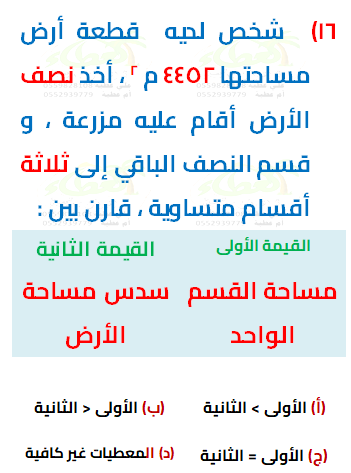 ١٦) شخص لديه قطعة أرض
مساحتها ٤٤٥٢ م ٢ ، أخذ نصف
الأرض أقام عليه مزرعة ، و
قسم النصف الباقي إلى ثلاثة
أقسام متساوية ، قارن بين :
القيمة الأولى
القيمة الثانية
مساحة القسم
الواحد
سدس مساحة
الأرض
(أ) الأولى > الثانية
(ب) الأولى < الثانية
(ج) الأولى = الثانية
(د) المعطيات غير كافية